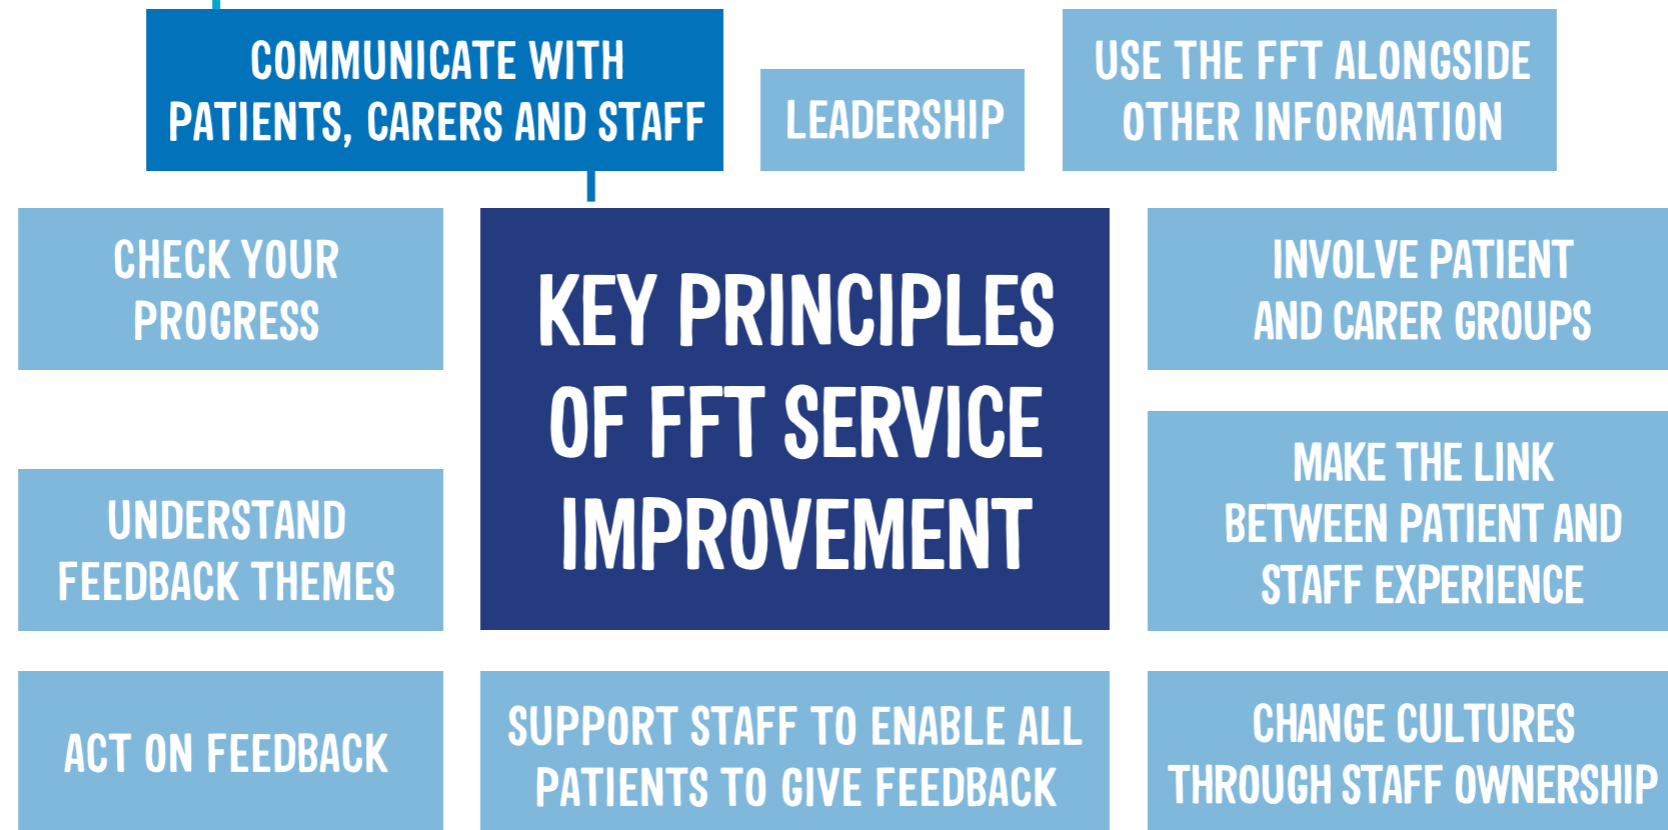 COMMUNICATE WITH
PATIENTS, CARERS AND STAFF
LEADERSHIP
USE THE FFT ALONGSIDE
OTHER INFORMATION
CHECK YOUR
PROGRESS
KEY PRINCIPLES
OF FFT SERVICE
IMPROVEMENT
INVOLVE PATIENT
AND CARER GROUPS
UNDERSTAND
FEEDBACK THEMES
MAKE THE LINK
BETWEEN PATIENT AND
STAFF EXPERIENCE
ACT ON FEEDBACK
SUPPORT STAFF TO ENABLE ALL
PATIENTS TO GIVE FEEDBACK
CHANGE CULTURES
THROUGH STAFF OWNERSHIP